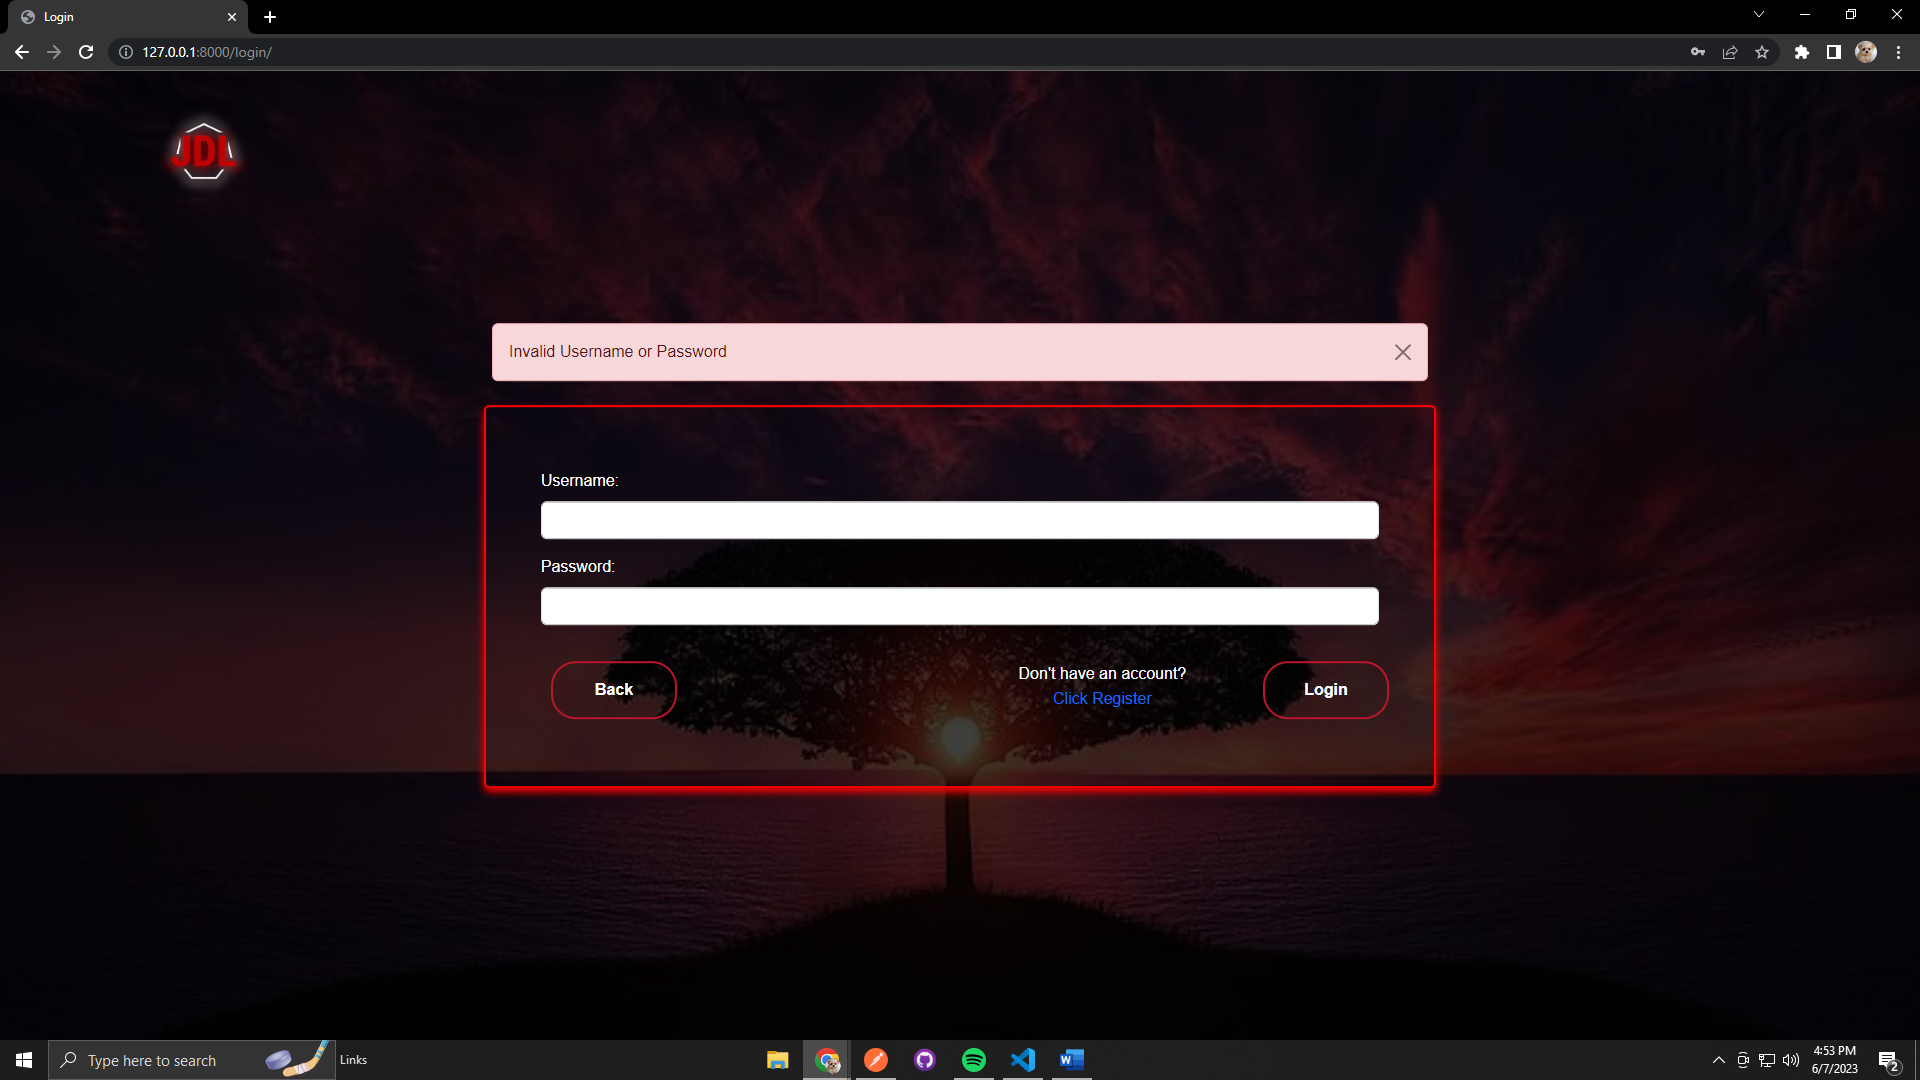 Login
127.0.0.1:8000/login/
JDL
Invalid Username or Password
Username:
Password:
Back
Don't have an account?
Click Register
Login
Type here to search
Links
4:53 PM
6/7/2023
2